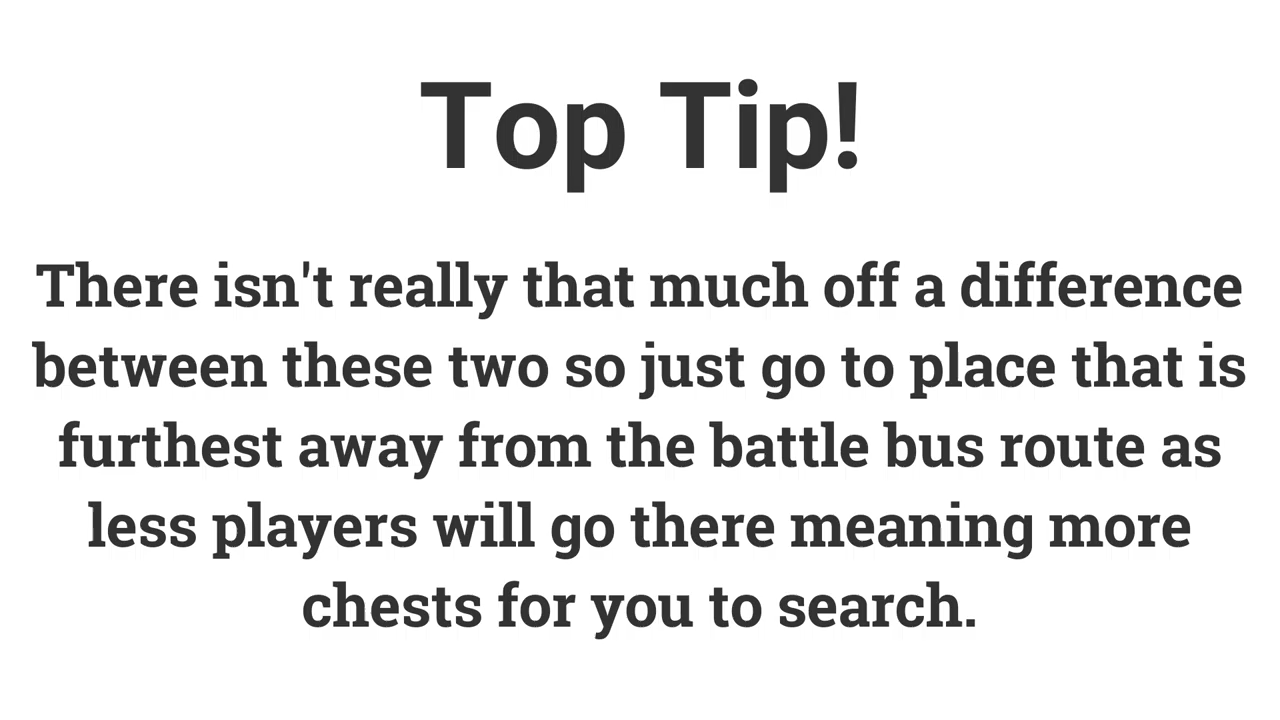 Top Tip!
There isn't really that much off a difference
between these two so just go to place that is
furthest away from the battle bus route as
less players will go there meaning more
chests for you to search.